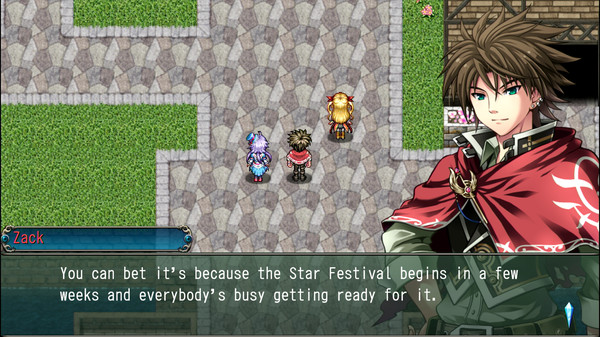 Zack
You can bet it's because the Star Festival begins in a few
weeks and everybody's busy getting ready for it.